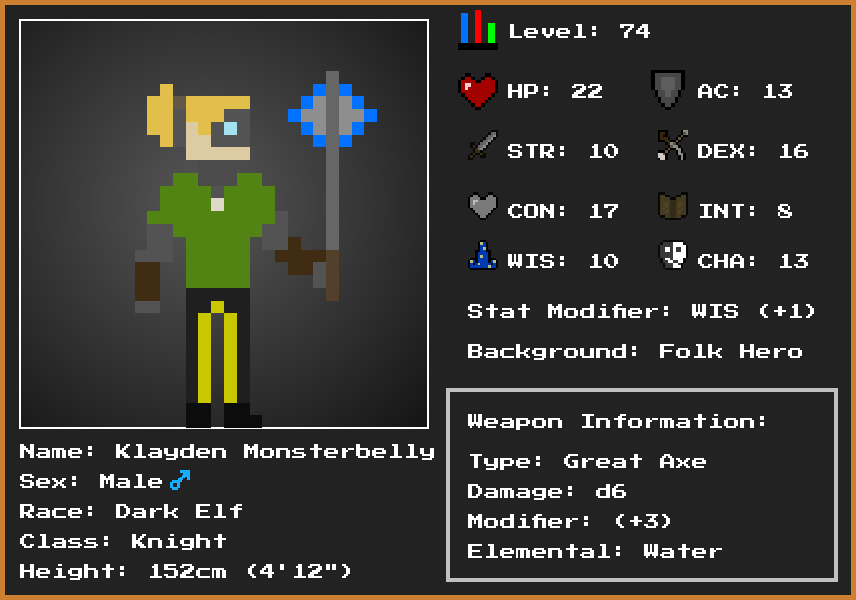 Level: 74
HP: 22
AC: 13
STR: 10
DEX: 16
CON: 17
INT: 8
WIS: 10
CHA: 13
Stat Modifier: WIS (+1)
Background: Folk Hero
Weapon Information:
Type: Great Axe
Damage: d6
Modifier: (+3)
Elemental: Water
Name: Klayden Monsterbelly
Sex: Male♂
Race: Dark Elf
Class: Knight
Height: 152cm (4'12")